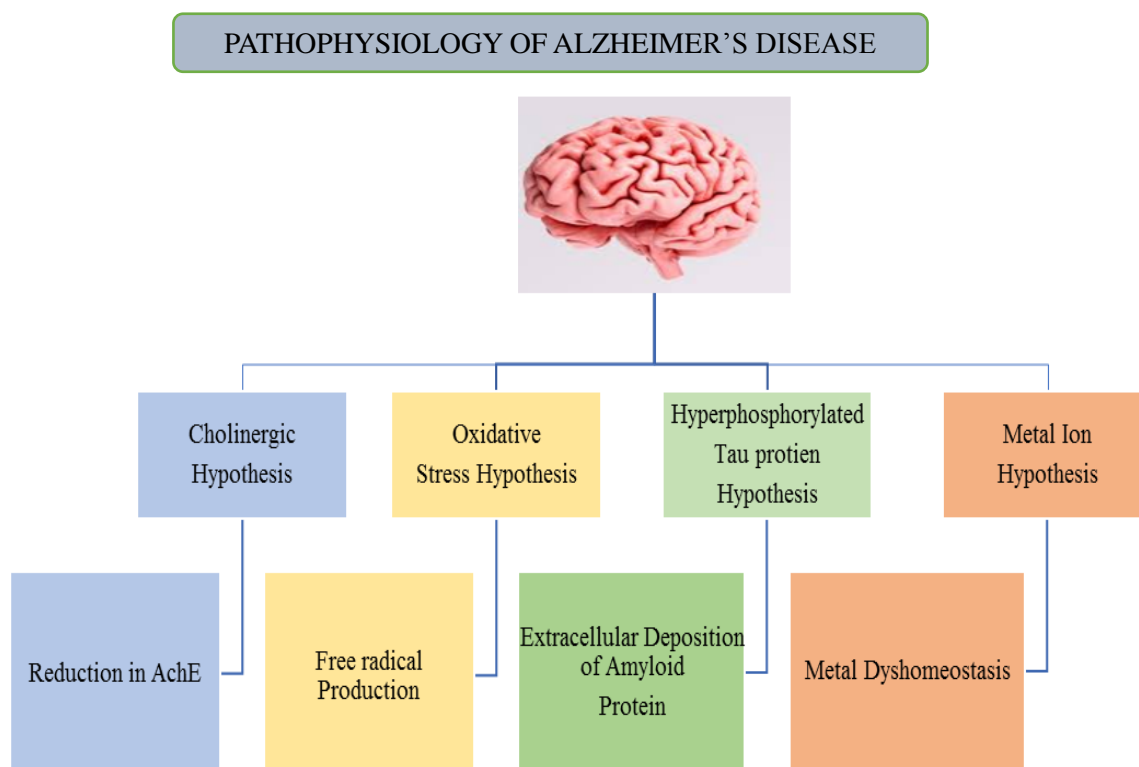 PATHOPHYSIOLOGY OF ALZHEIMER’S DISEASE
Cholinergic
Hypothesis
Oxidative
Stress Hypothesis
Hyperphosphorylated
Tau protien
Hypothesis
Metal Ion
Hypothesis
Reduction in AchE
Free radical
Production
Extracellular Deposition
of Amyloid
Protein
Metal Dyshomeostasis